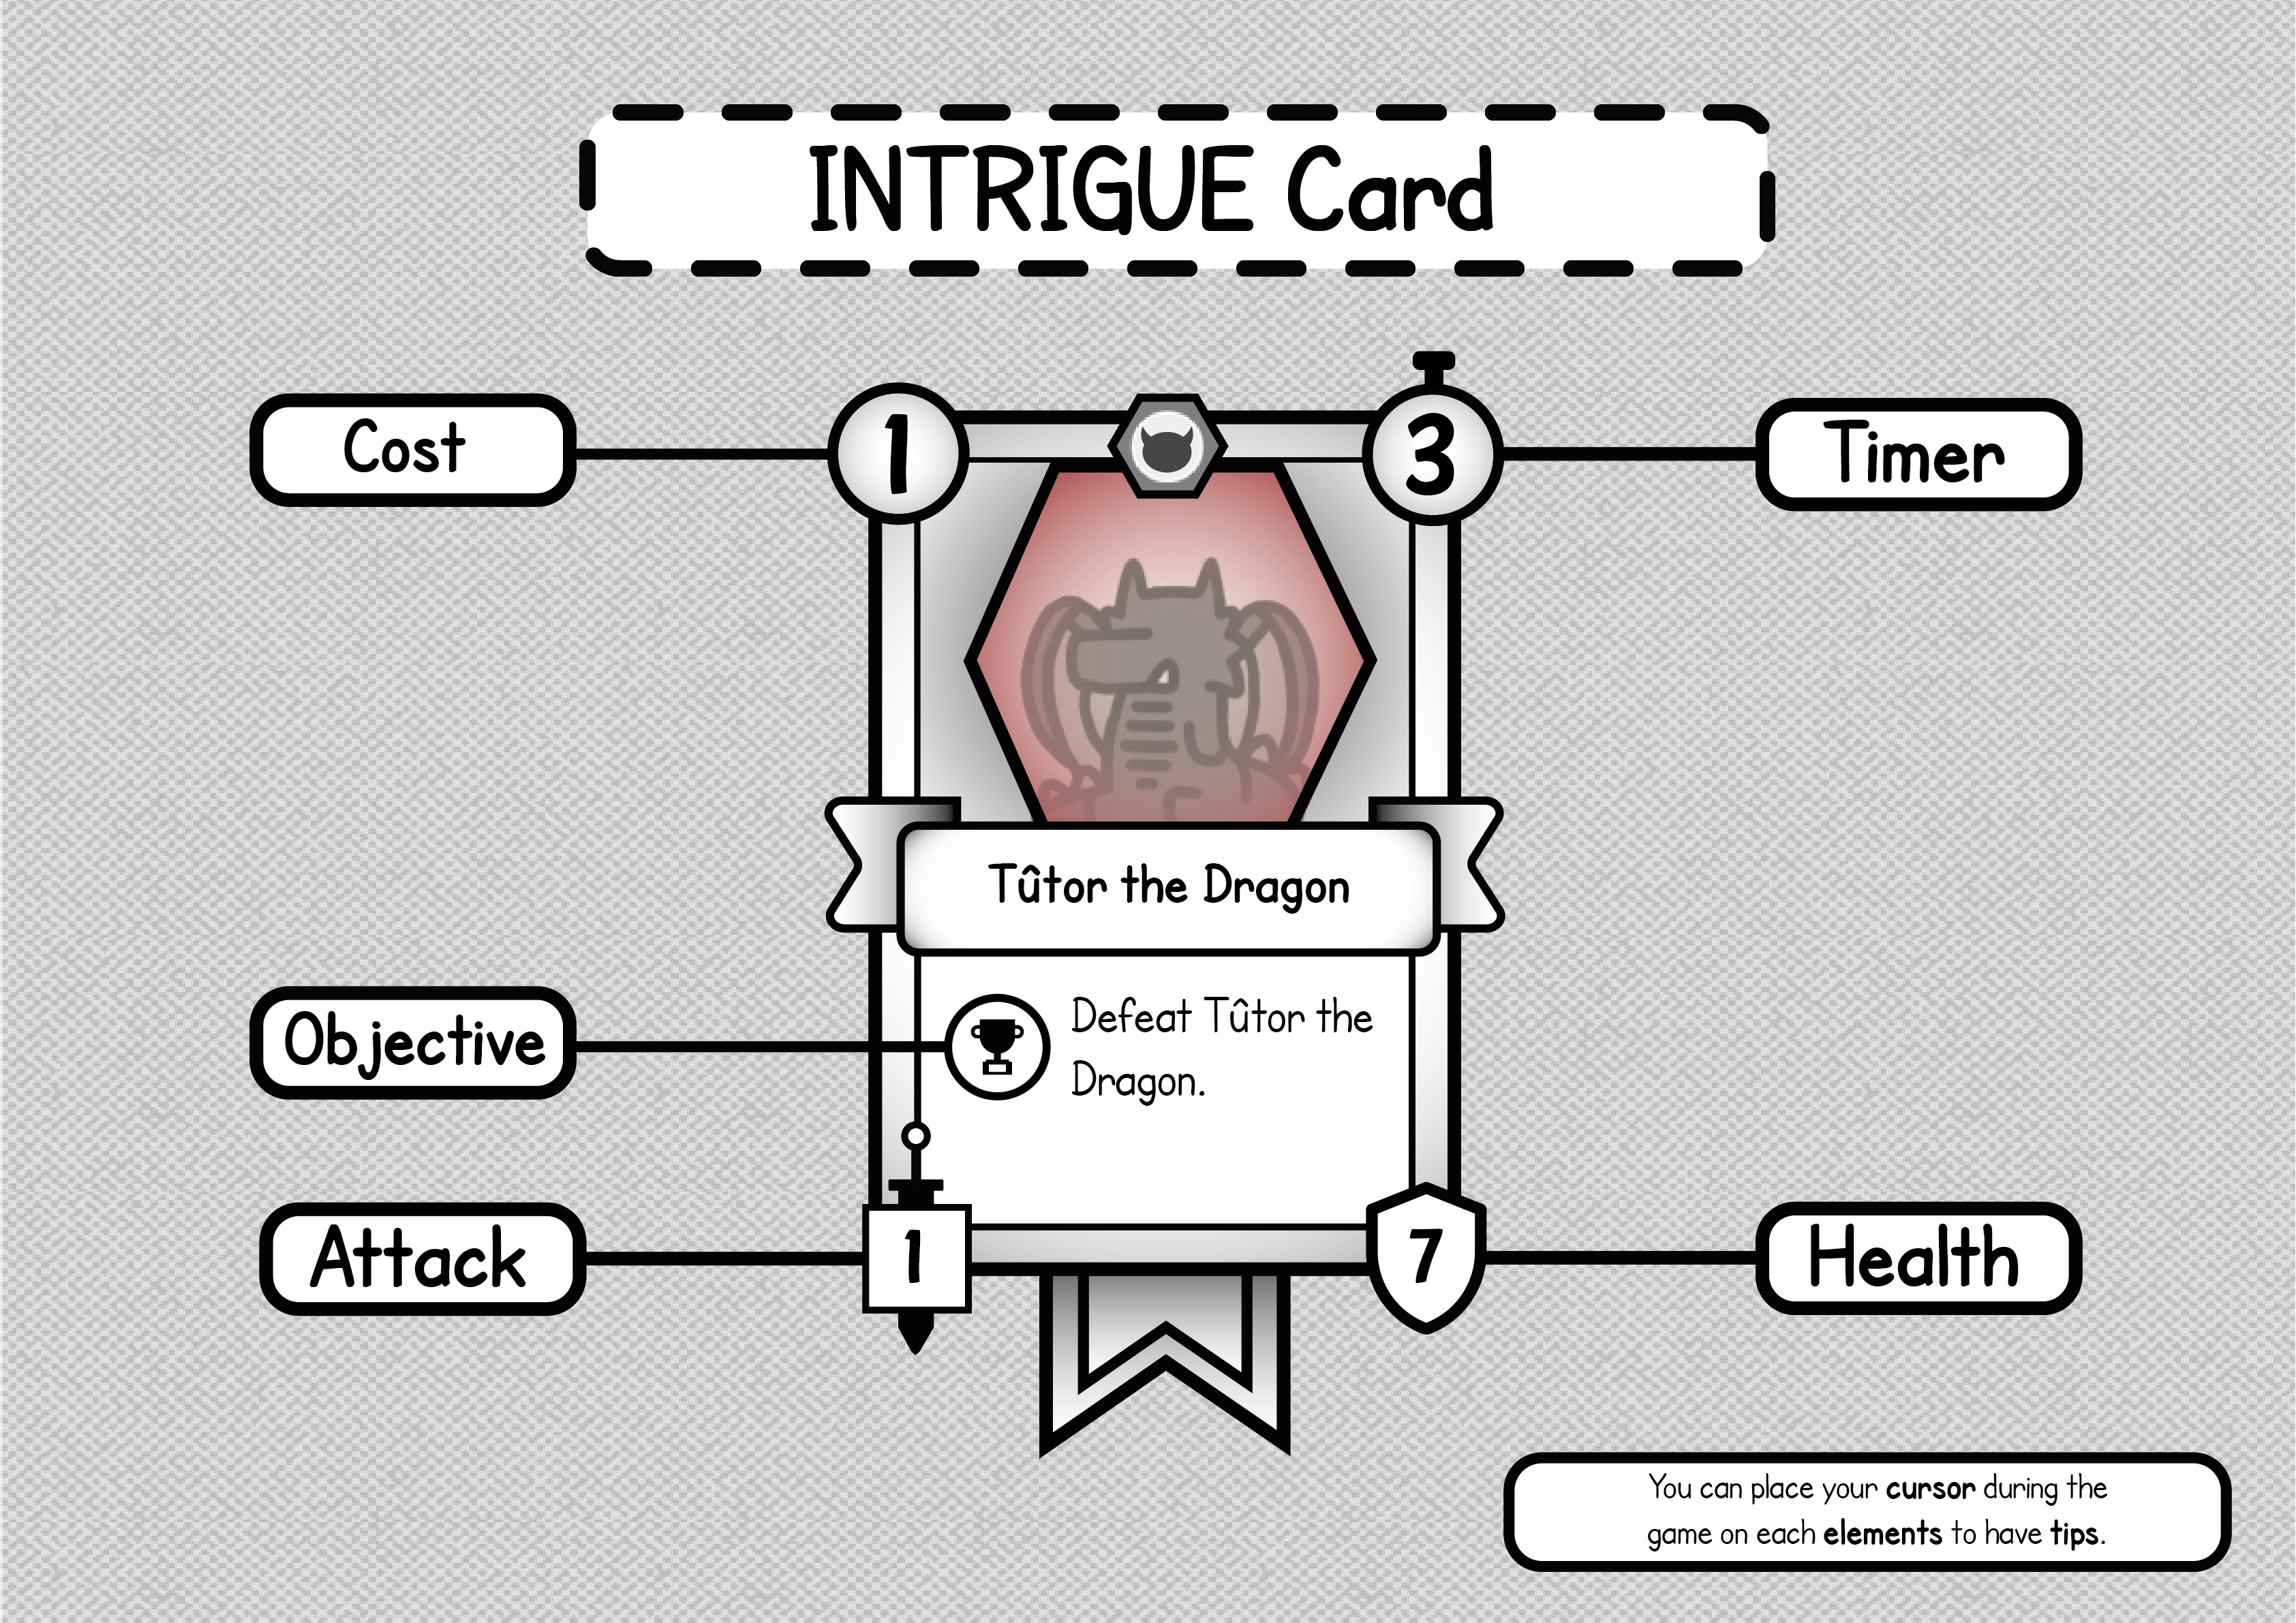 INTRIGUE Card
Cost
1
3
Timer
Tûtor the Dragon
Objective
Defeat Tûtor the
Dragon.
Attack
1
7
Health
You can place your cursor during the
game on each elements to have tips.